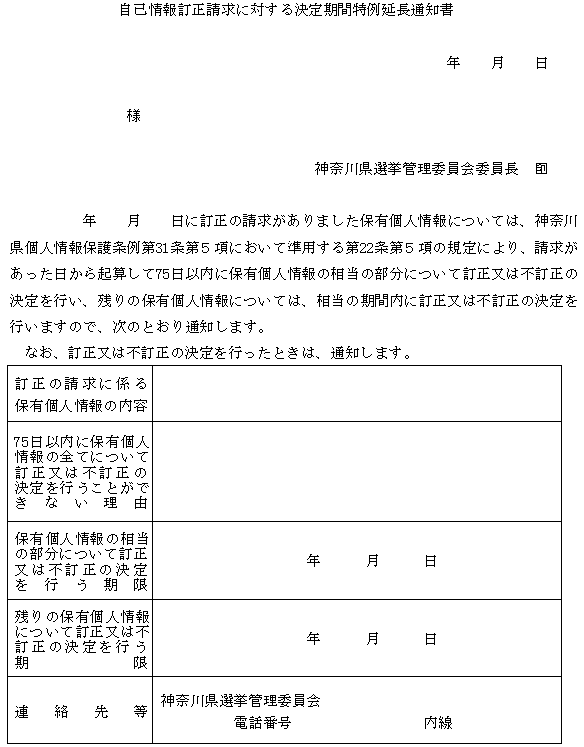 自己情報訂正請求に対する決定期間特例延長通知書
年　　月　　日
様
神奈川県選挙管理委員会委員長　印
年　　月　　日に訂正の請求がありました保有個人情報については、神奈川
県個人情報保護条例第31条第５項において準用する第22条第５項の規定により、請求が
あった日から起算して75日以内に保有個人情報の相当の部分について訂正又は不訂正の
決定を行い、残りの保有個人情報については、相当の期間内に訂正又は不訂正の決定を
行いますので、次のとおり通知します。
なお、訂正又は不訂正の決定を行ったときは、通知します。
訂正の請求に係る
保有個人情報の内容
75日以内に保有個人
情報の全てについて
訂正又は不訂正の
決定を行うことがで
きない理由
保有個人情報の相当
の部分について訂正
又は不訂正の決定
を行う期限
年　　月　　日
残りの保有個人情報
について訂正又は不
訂正の決定を行う
期限
年　　月　　日
連絡先等
神奈川県選挙管理委員会
電話番号　　　　　　　　　内線